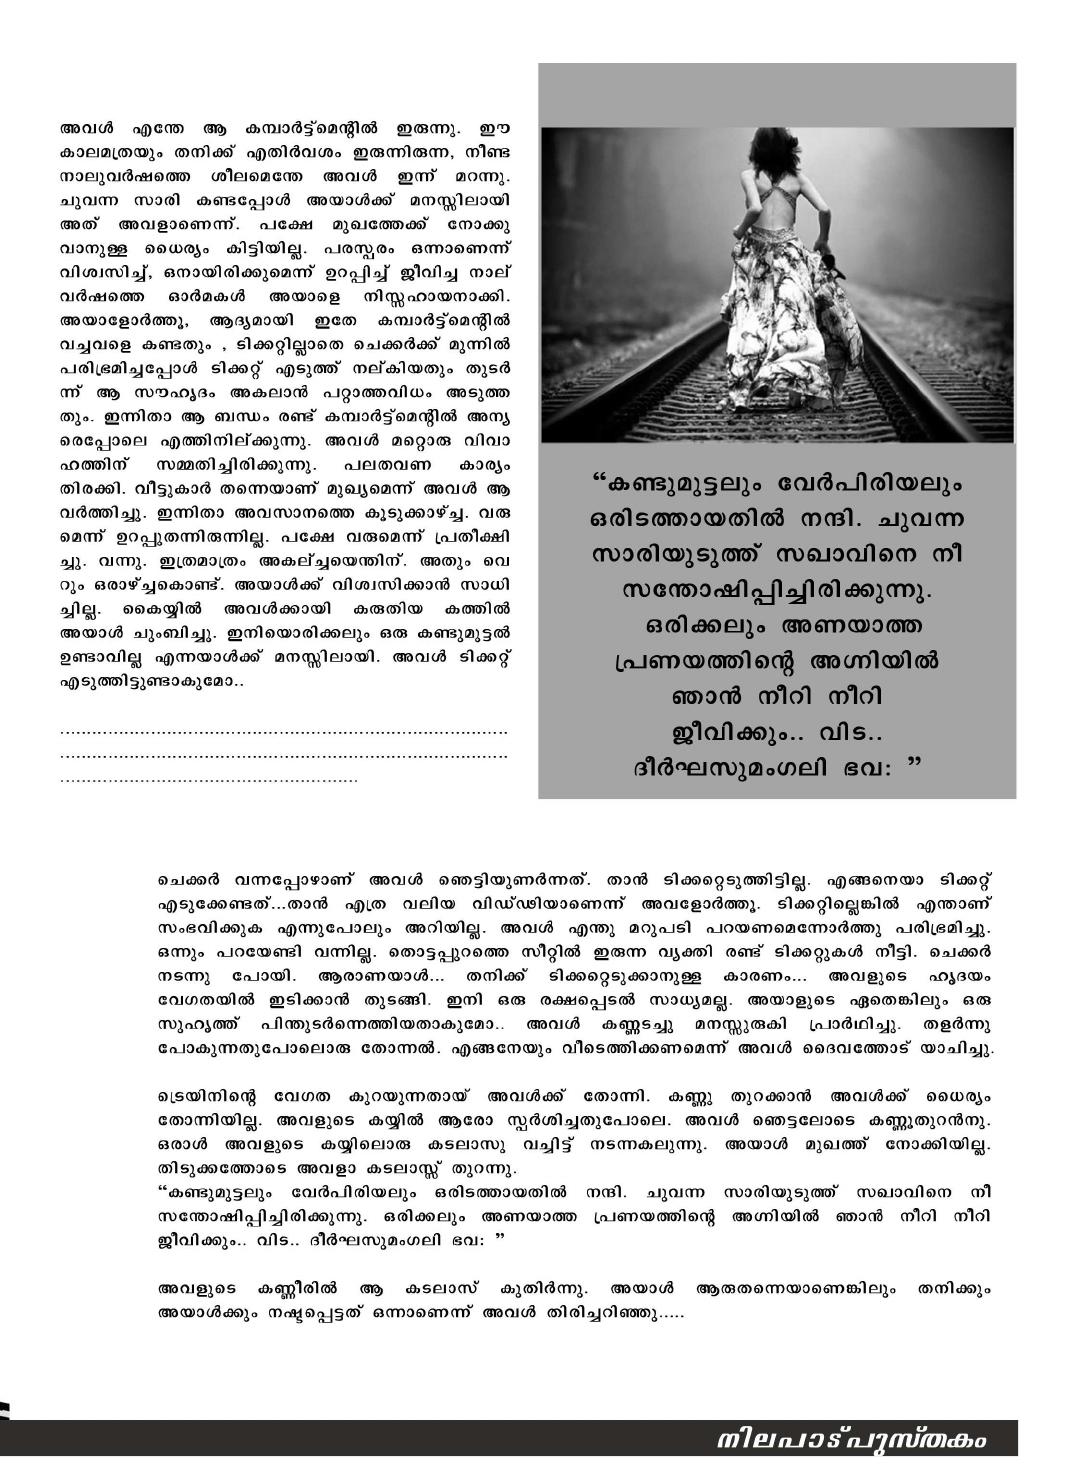 അവൾ എന്തേ ആ കമ്പാർട്ട്മെന്റിൽ ഇരുന്നു. ഈ
കാലമത്രയും തനിക്ക് എതിർവശം ഇരുന്നിരുന്ന, നീണ്ട
നാലുവർഷത്തെ ശീലമെന്തേ അവൾ ഇന്ന് മറന്നു.
ചുവന്ന സാരി കണ്ടപ്പോൾ അയാൾക്ക് മനസ്സിലായി
അത് അവളാണെന്ന്. പക്ഷേ മുഖത്തേക്ക് നോക്കു
വാനുള്ള ധൈര്യം കിട്ടിയില്ല. പരസ്പരം ഒന്നാണെന്ന്
വിശ്വസിച്ച്, ഒനായിരിക്കുമെന്ന് ഉറപ്പിച്ച് ജീവിച്ച നാല്
വർഷത്തെ ഓർമകൾ അയാളെ നിസ്സഹായനാക്കി.
അയാളോർത്തൂ, ആദ്യമായി ഇതേ കമ്പാർട്ട്മെന്റിൽ
വച്ചവളെ കണ്ടതും , ടിക്കറ്റില്ലാതെ ചെക്കർക്ക് മുന്നിൽ
പരിഭ്രമിച്ചപ്പോൾ ടിക്കറ്റ് എടുത്ത് നല്കിയതും തുടർ
ന്ന് ആ സൗഹൃദം അകലാൻ പറ്റാത്തവിധം അടുത്ത
തും. ഇന്നിതാ ആ ബന്ധം രണ്ട് കമ്പാർട്ട്മെന്റിൽ അന്യ
രെപ്പോലെ എത്തിനില്ക്കുന്നു. അവൾ മറ്റൊരു വിവാ
ഹത്തിന് സമ്മതിച്ചിരിക്കുന്നു. പലതവണ കാര്യം
തിരക്കി. വീട്ടുകാർ തന്നെയാണ് മുഖ്യമെന്ന് അവൾ ആ
വർത്തിച്ചു. ഇന്നിതാ അവസാനത്തെ കൂടുക്കാഴ്ച്ച. വരു
മെന്ന് ഉറപ്പുതന്നിരുന്നില്ല. പക്ഷേ വരുമെന്ന് പ്രതീക്ഷി
ച്ചു. വന്നു. ഇത്രമാത്രം അകല്ച്ചയെന്തിന്. അതും വെ
റും ഒരാഴ്ച്ചകൊണ്ട്. അയാൾക്ക് വിശ്വസിക്കാൻ സാധി
ച്ചില്ല. കൈയ്യിൽ അവൾക്കായി കരുതിയ കത്തിൽ
അയാൾ ചുംബിച്ചു. ഇനിയൊരിക്കലും ഒരു കണ്ടുമുട്ടൽ
ഉണ്ടാവില്ല എന്നയാൾക്ക് മനസ്സിലായി. അവൾ ടിക്കറ്റ്
എടുത്തിട്ടുണ്ടാകുമോ..
....................................................................................
....................................................................................
........................................................
“കണ്ടുമുട്ടലും വേർപിരിയലും
ഒരിടത്തായതിൽ നന്ദി. ചുവന്ന
സാരിയുടുത്ത് സഖാവിനെ നീ
സന്തോഷിപ്പിച്ചിരിക്കുന്നു.
ഒരിക്കലും അണയാത്ത
പ്രണയത്തിന്റെ അഗ്നിയിൽ
ഞാൻ നീറി നീറി
ജീവിക്കും.. വിട..
ദീർഘസുമംഗലി ഭവഃ ”
ചെക്കർ വന്നപ്പോഴാണ് അവൾ ഞെട്ടിയുണർന്നത്. താൻ ടിക്കറ്റെടുത്തിട്ടില്ല. എങ്ങനെയാ ടിക്കറ്റ്
എടുക്കേണ്ടത്...താൻ എത്ര വലിയ വിഡ്ഢിയാണെന്ന് അവളോർത്തൂ. ടിക്കറ്റില്ലെങ്കിൽ എന്താണ്
സംഭവിക്കുക എന്നുപോലും അറിയില്ല. അവൾ എന്തു മറുപടി പറയണമെന്നോർത്തു പരിഭ്രമിച്ചു.
ഒന്നും പറയേണ്ടി വന്നില്ല. തൊട്ടപ്പുറത്തെ സീറ്റിൽ ഇരുന്ന വ്യക്തി രണ്ട് ടിക്കറ്റുകൾ നീട്ടി. ചെക്കർ
നടന്നു പോയി. ആരാണയാൾ... തനിക്ക് ടിക്കറ്റെടുക്കാനുള്ള കാരണം... അവളുടെ ഹൃദയം
വേഗതയിൽ ഇടിക്കാൻ തുടങ്ങി. ഇനി ഒരു രക്ഷപ്പെടൽ സാധ്യമല്ല. അയാളുടെ ഏതെങ്കിലും ഒരു
സുഹൃത്ത് പിന്തുടർന്നെത്തിയതാകുമോ.. അവൾ കണ്ണടച്ചു മനസ്സുരുകി പ്രാർഥിച്ചു. തളർന്നു
പോകുന്നതുപോലൊരു തോന്നൽ. എങ്ങനേയും വീടെത്തിക്കണമെന്ന് അവൾ ദൈവത്തോട് യാചിച്ചു.
ട്രെയിനിന്റെ വേഗത കുറയുന്നതായ് അവൾക്ക് തോന്നി. കണ്ണു തുറക്കാൻ അവൾക്ക് ധൈര്യം
തോന്നിയില്ല. അവളുടെ കയ്യിൽ ആരോ സ്പർശിച്ചതുപോലെ. അവൾ ഞെട്ടലോടെ കണ്ണൂതുറൻനു.
ഒരാൾ അവളുടെ കയ്യിലൊരു കടലാസു വച്ചിട്ട് നടന്നകലുന്നു. അയാൾ മുഖത്ത് നോക്കിയില്ല.
തിടുക്കത്തോടെ അവളാ കടലാസ്സ് തുറന്നു.
“കണ്ടുമുട്ടലും വേർപിരിയലും ഒരിടത്തായതിൽ നന്ദി. ചുവന്ന സാരിയുടുത്ത് സഖാവിനെ നീ
സന്തോഷിപ്പിച്ചിരിക്കുന്നു. ഒരിക്കലും അണയാത്ത പ്രണയത്തിന്റെ അഗ്നിയിൽ ഞാൻ നീറി നീറി
ജീവിക്കും.. വിട.. ദീർഘസുമംഗലി ഭവഃ ”
അവളുടെ കണ്ണീരിൽ ആ കടലാസ് കുതിർന്നു. അയാൾ ആരുതന്നെയാണെങ്കിലും തനിക്കും
അയാൾക്കും നഷ്ടപ്പെട്ടത് ഒന്നാണെന്ന് അവൾ തിരിച്ചറിഞ്ഞു.....
നിലപാട്പുസ്തകം